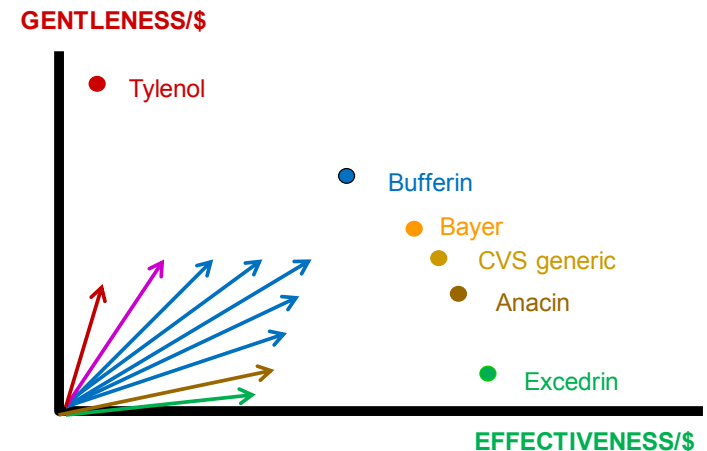 GENTLENESS/$
Tylenol
Bufferin
Bayer
CVS generic
Anacin
Excedrin
EFFECTIVENESS/$